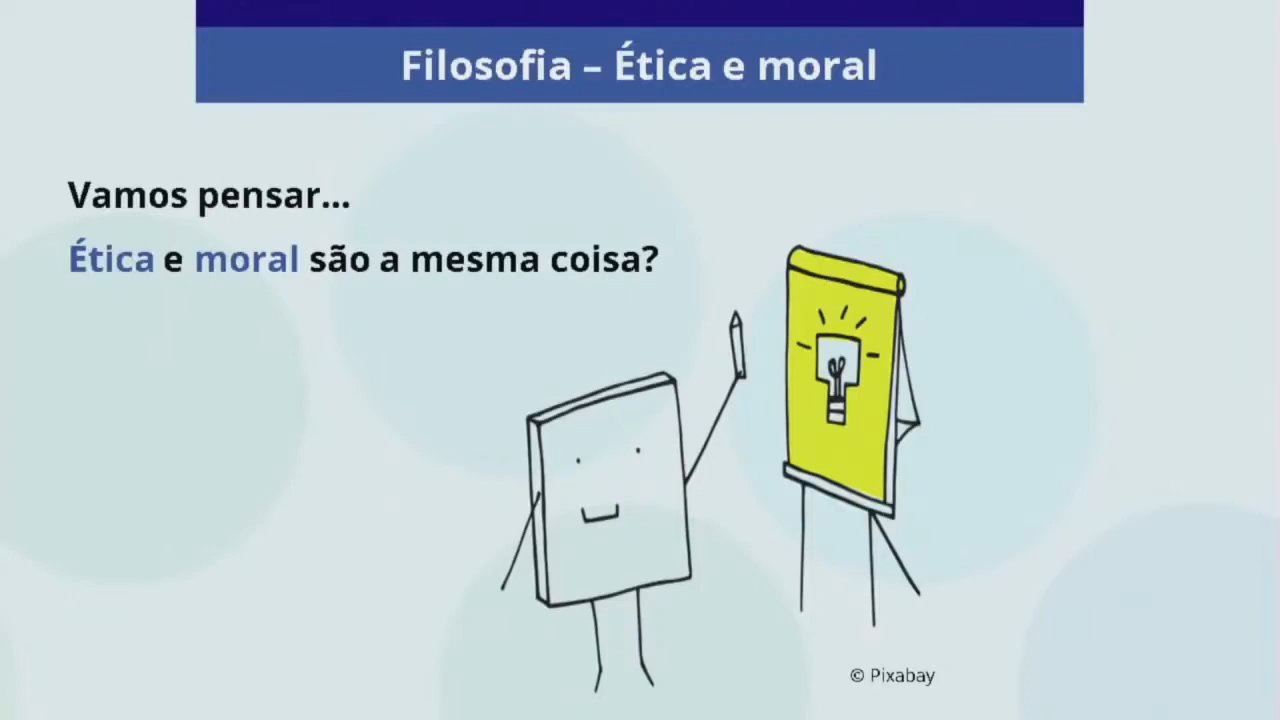 Filosofia – Ética e moral
Vamos pensar...
Ética e moral são a mesma coisa?
© Pixabay